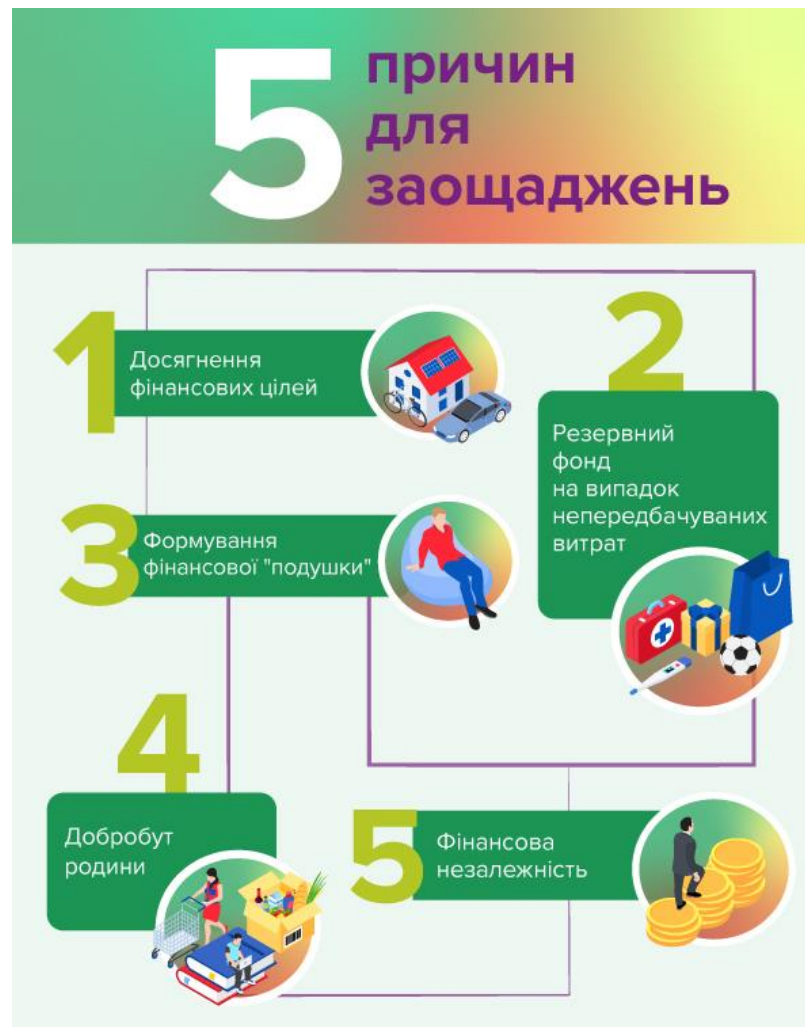 5
причин
для
заощаджень
1
Досягнення
фінансових цілей
2
Резервний
фонд
на випадок
непередбачуваних
витрат
3
Формування
фінансової "подушки"
4
Добробут
родини
5
Фінансова
незалежність